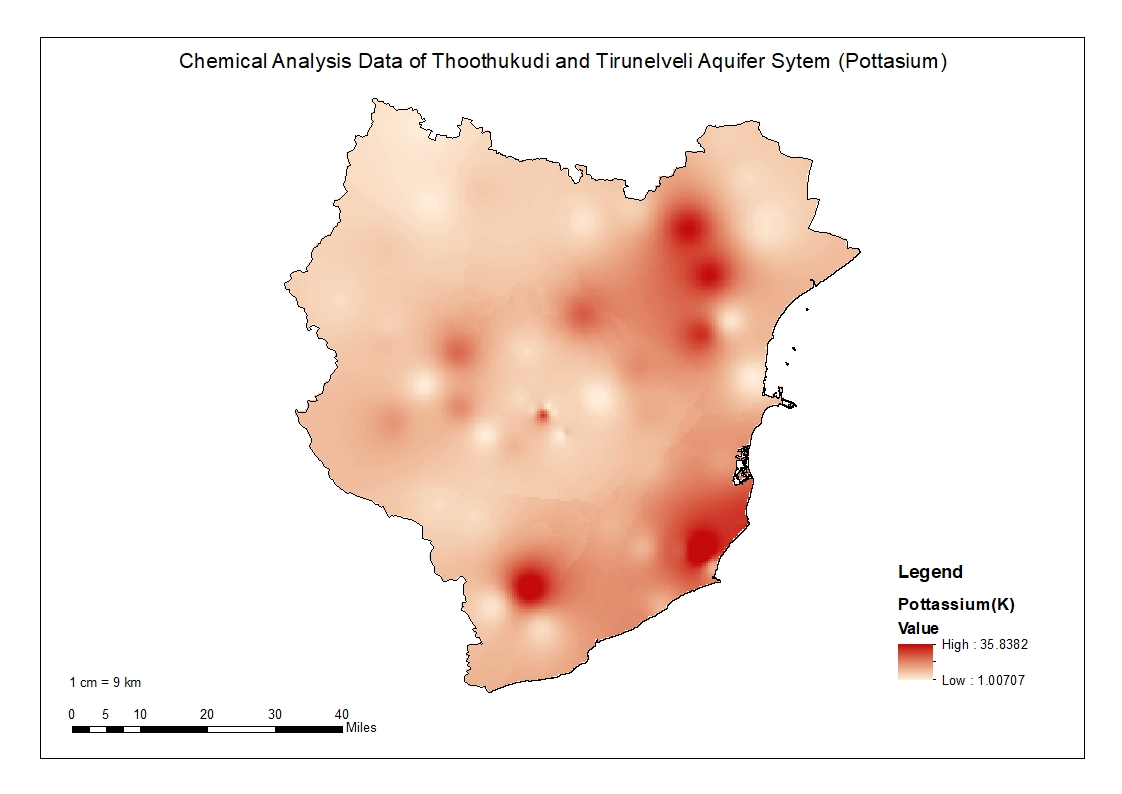 Chemical Analysis Data of Thoothukudi and Tirunelveli Aquifer Sytem (Pottasium)
Legend
Pottassium(K)
Value
High : 35.8382
Low : 1.00707
1 cm = 9 km
0 5 10 20 30 40
Miles